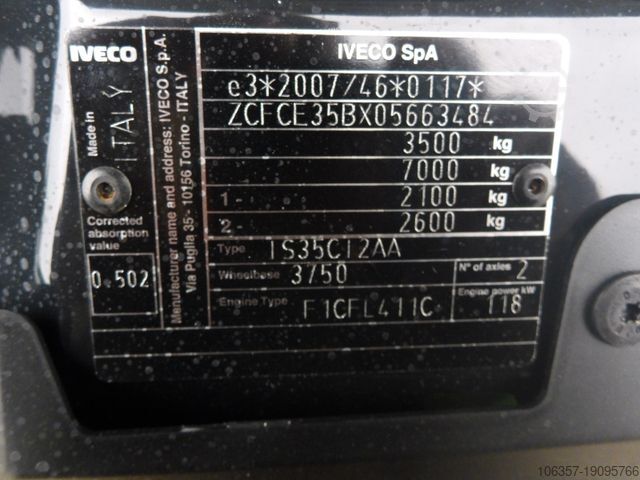 IVECO
IVECO SpA
Made in
ITALY
Corrected
absorption
value
0.502
Manufacturer name and address: IVECO S.p.A.
Via Puglia 35 - 10156 Torino - ITALY
e3*2007/46*0117*
ZCFCE35BX05663484
3500 kg
7000 kg
1- 2100 kg
2- 2600 kg
Type IS35CI2AA
Wheelbase 3750
N° of axles 2
Engine Type F1CFL411C
Engine power kW
118
106357-19095766